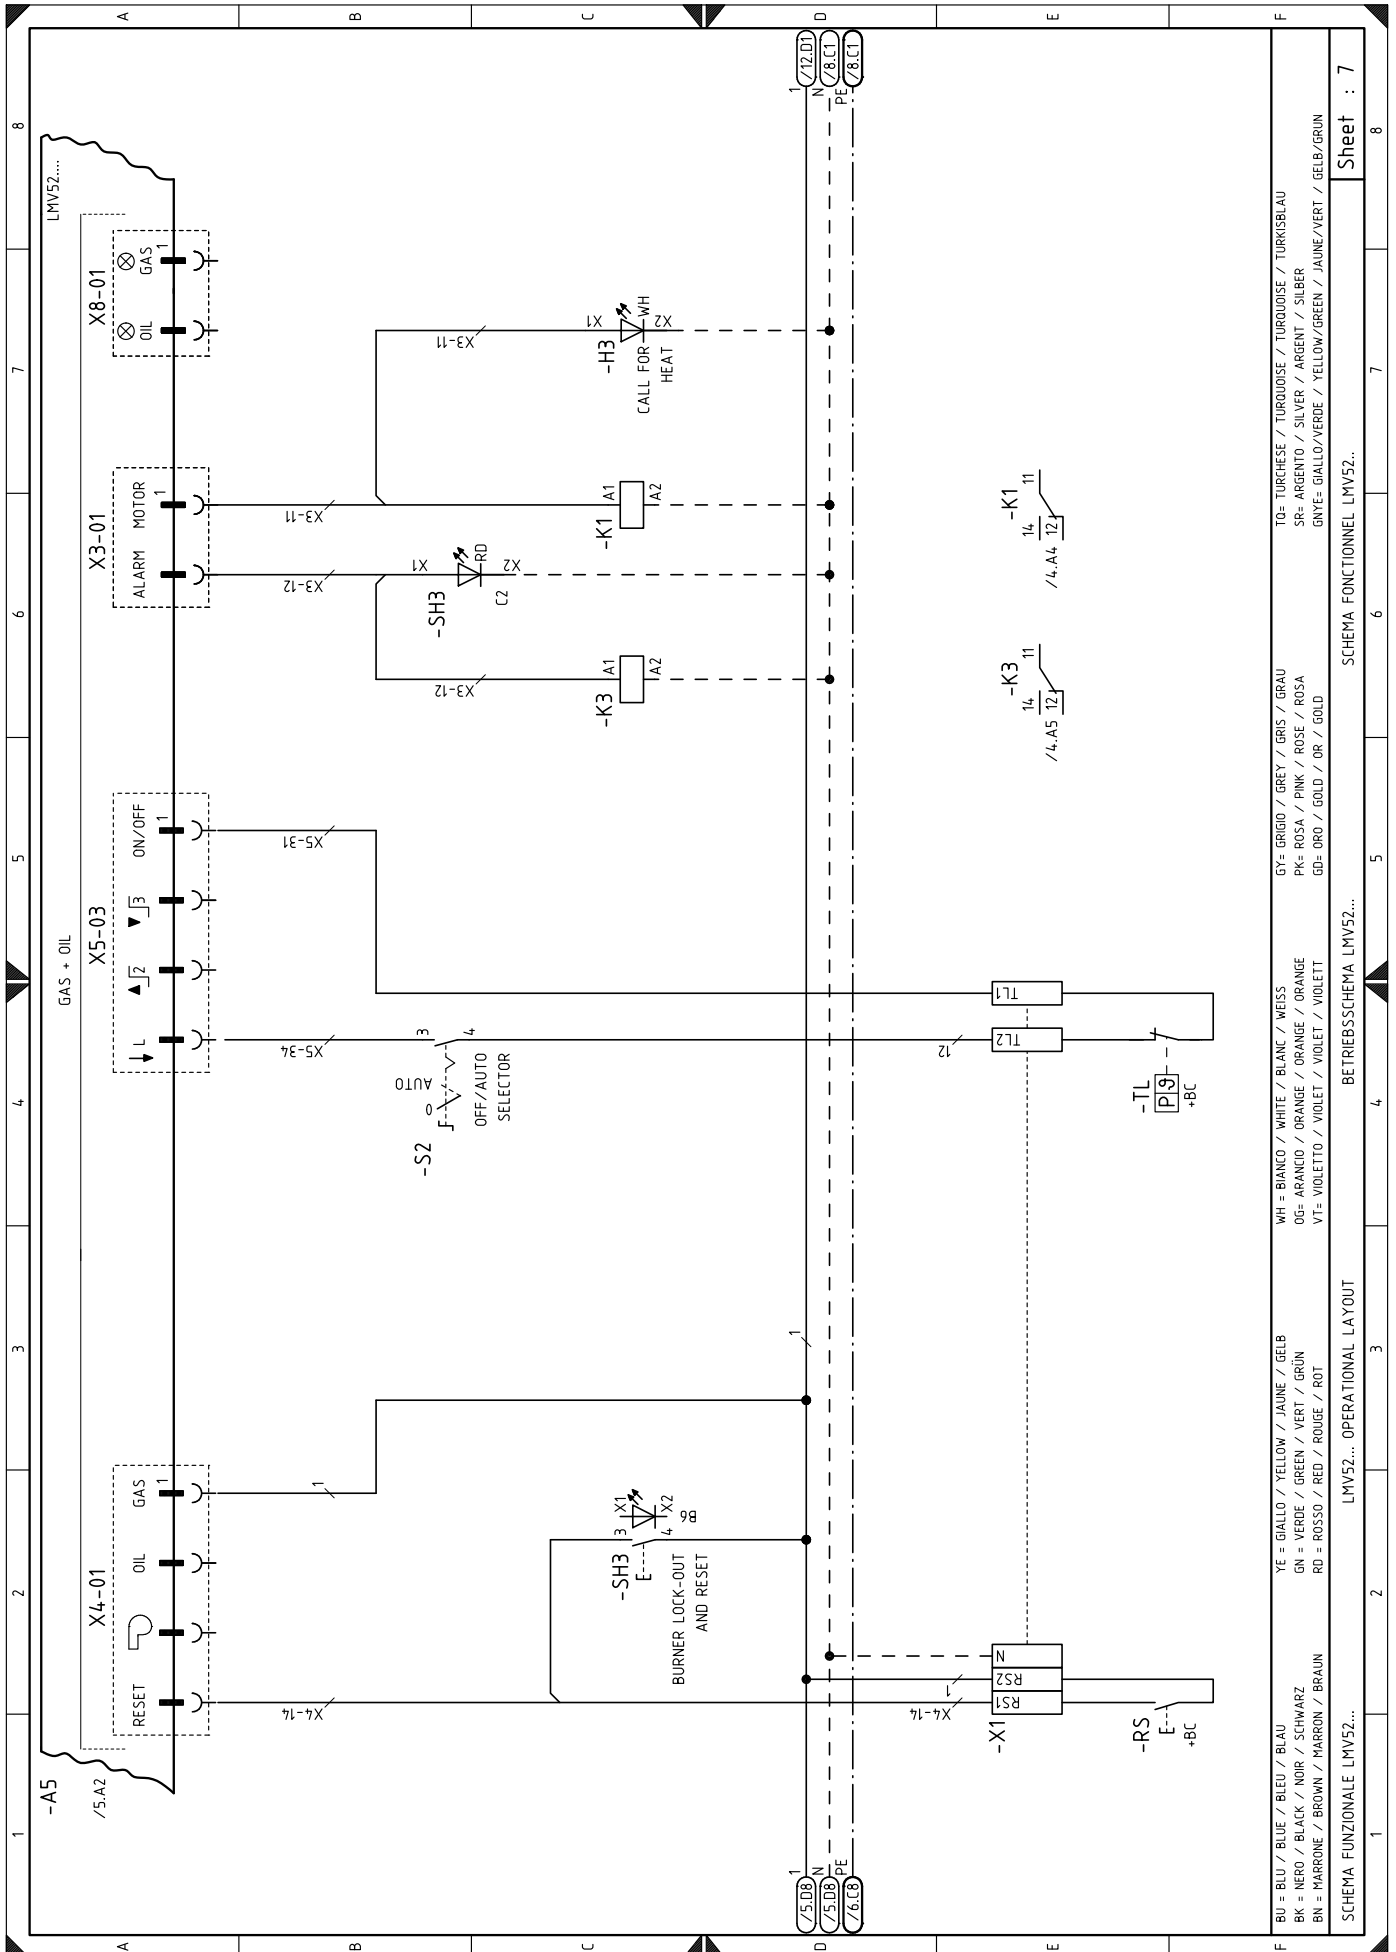 1 2 3 4 5 6 7 8
A
-A5
/5.A2
GAS + OIL
LMV52....
X4-01
RESET OIL GAS
1
X5-03
L 2 3 ON/OFF
1
X3-01
ALARM MOTOR
1
X8-01
OIL GAS
1
B
X4-14
1
X5-34
X5-31
X3-12
X3-11
-S2
0 AUTO
3
4
OFF/AUTO
SELECTOR
X3-12
-SH3
X1
RD
X2
C2
X3-11
C
-SH3
3
4
X1
X2
B6
BURNER LOCK-OUT
AND RESET
-K3
A1
A2
-K1
A1
A2
-H3
X1
WH
X2
CALL FOR
HEAT
D
/5.D8 1
/5.D8 N
/6.C8 PE
1
1 /12.D1
N /8.C1
PE /8.C1
E
X4-14
1
-X1
RS1 RS2 N
12
TL2 TL1
-K3
14 11
12
/4.A5
-K1
14 11
12
/4.A4
-RS
+BC
-TL
P ϑ
+BC
F
BU = BLU / BLUE / BLEU / BLAU
BK = NERO / BLACK / NOIR / SCHWARZ
BN = MARRONE / BROWN / MARRON / BRAUN
YE = GIALLO / YELLOW / JAUNE / GELB
GN = VERDE / GREEN / VERT / GRÜN
RD = ROSSO / RED / ROUGE / ROT
WH = BIANCO / WHITE / BLANC / WEISS
OG= ARANCIO / ORANGE / ORANGE / ORANGE
VT= VIOLETTO / VIOLET / VIOLET / VIOLETT
GY= GRIGIO / GREY / GRIS / GRAU
PK= ROSA / PINK / ROSE / ROSA
GD= ORO / GOLD / OR / GOLD
TQ= TURCHESE / TURQUOISE / TURQUOISE / TURKISBLAU
SR= ARGENTO / SILVER / ARGENT / SILBER
GNYE= GIALLO/VERDE / YELLOW/GREEN / JAUNE/VERT / GELB/GRUN
SCHEMA FUNZIONALE LMV52...
LMV52... OPERATIONAL LAYOUT
BETRIEBSSCHEMA LMV52...
SCHEMA FONCTIONNEL LMV52..
Sheet : 7
1 2 3 4 5 6 7 8
A
B
C
D
E
F